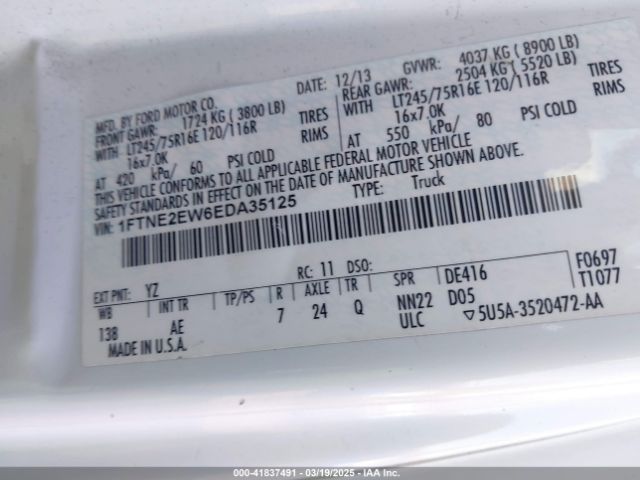 MFD. BY FORD MOTOR CO.
DATE: 12/13 GVWR: 4037 KG ( 8900 LB)
FRONT GAWR: 1724 KG ( 3800 LB) REAR GAWR: 2504 KG ( 5520 LB)
WITH LT245/75R16E 120/116R TIRES WITH LT245/75R16E 120/116R TIRES
16x7.0K RIMS 16x7.0K RIMS
AT 420 kPa/ 60 PSI COLD AT 550 kPa/ 80 PSI COLD
THIS VEHICLE CONFORMS TO ALL APPLICABLE FEDERAL MOTOR VEHICLE
SAFETY STANDARDS IN EFFECT ON THE DATE OF MANUFACTURE SHOWN ABOVE.
VIN: 1FTNE2EW6EDA35125 TYPE: Truck
EXT PNT: YZ RC: 11 DSO: F0697
WB INT TR TP/PS R AXLE TR SPR DE416 T1077
138 AE 7 24 Q NN22 D05
MADE IN U.S.A. ULC ▽5U5A-3520472-AA
00-41837491 - 03/19/2025 - IAA Inc.